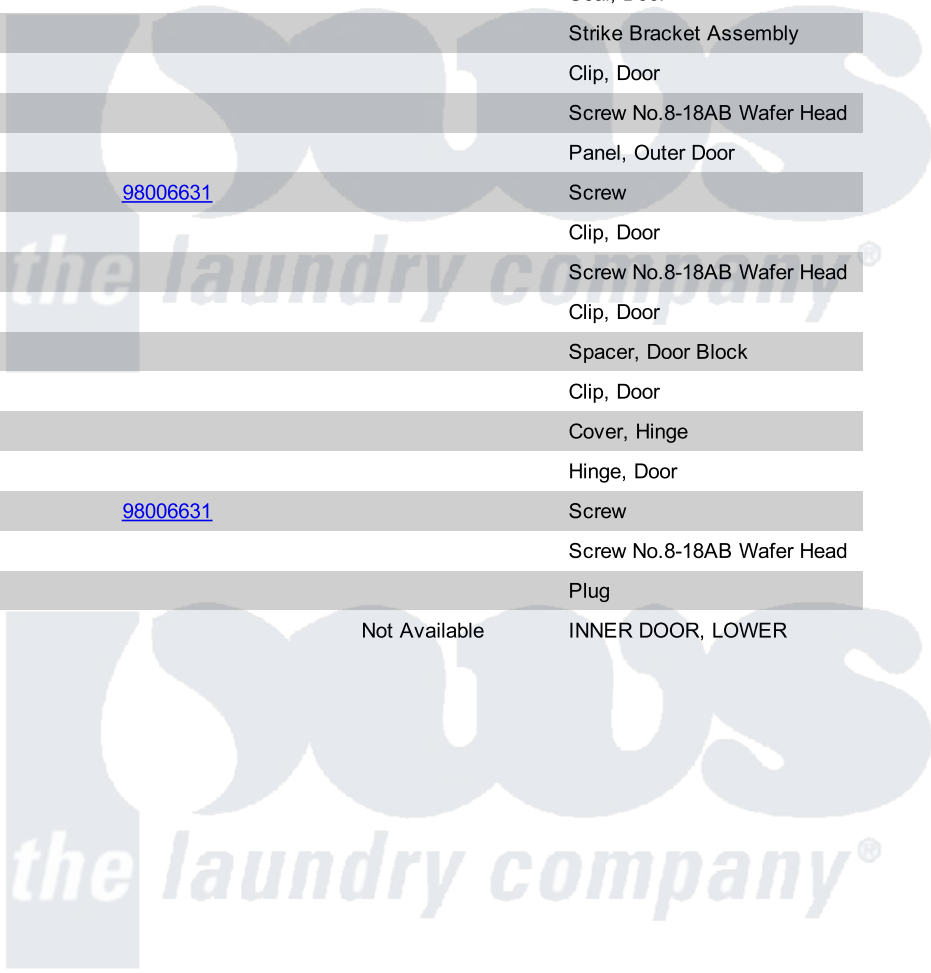 Strike Bracket Assembly
Clip, Door
Screw No.8-18AB Wafer Head
Panel, Outer Door
98006631 Screw
Clip, Door
the laundry company®
Screw No.8-18AB Wafer Head
Clip, Door
Spacer, Door Block
Clip, Door
Cover, Hinge
Hinge, Door
98006631 Screw
Screw No.8-18AB Wafer Head
Plug
Not Available INNER DOOR, LOWER
pws
the laundry company®